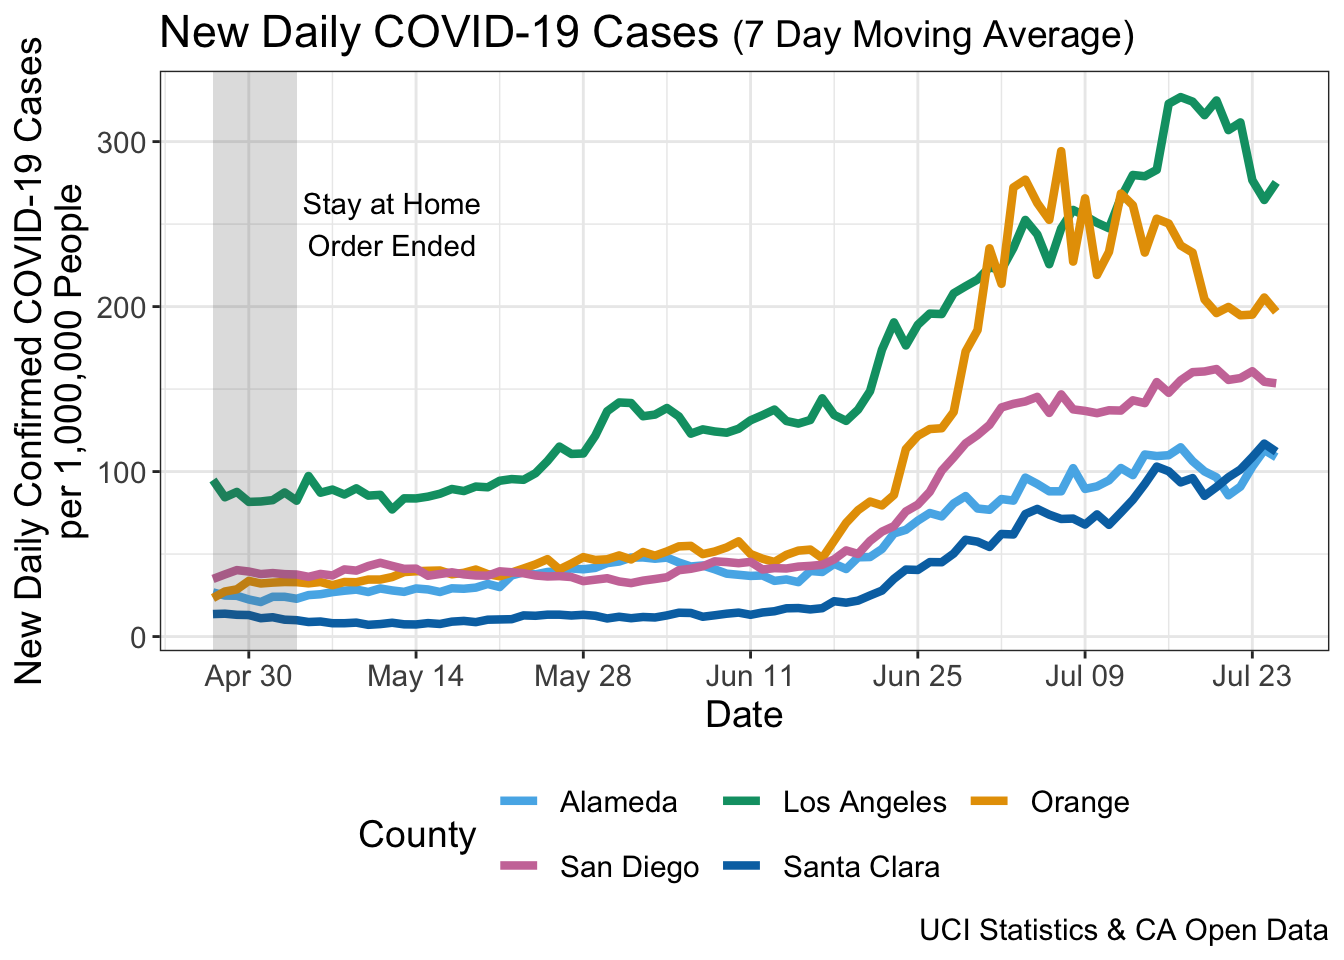 New Daily COVID-19 Cases (7 Day Moving Average)
New Daily Confirmed COVID-19 Cases
per 1,000,000 People
300
200
100
0
Stay at Home
Order Ended
Apr 30
May 14
May 28
Jun 11
Jun 25
Jul 09
Jul 23
Date
County
Alameda
Los Angeles
Orange
San Diego
Santa Clara
UCI Statistics & CA Open Data